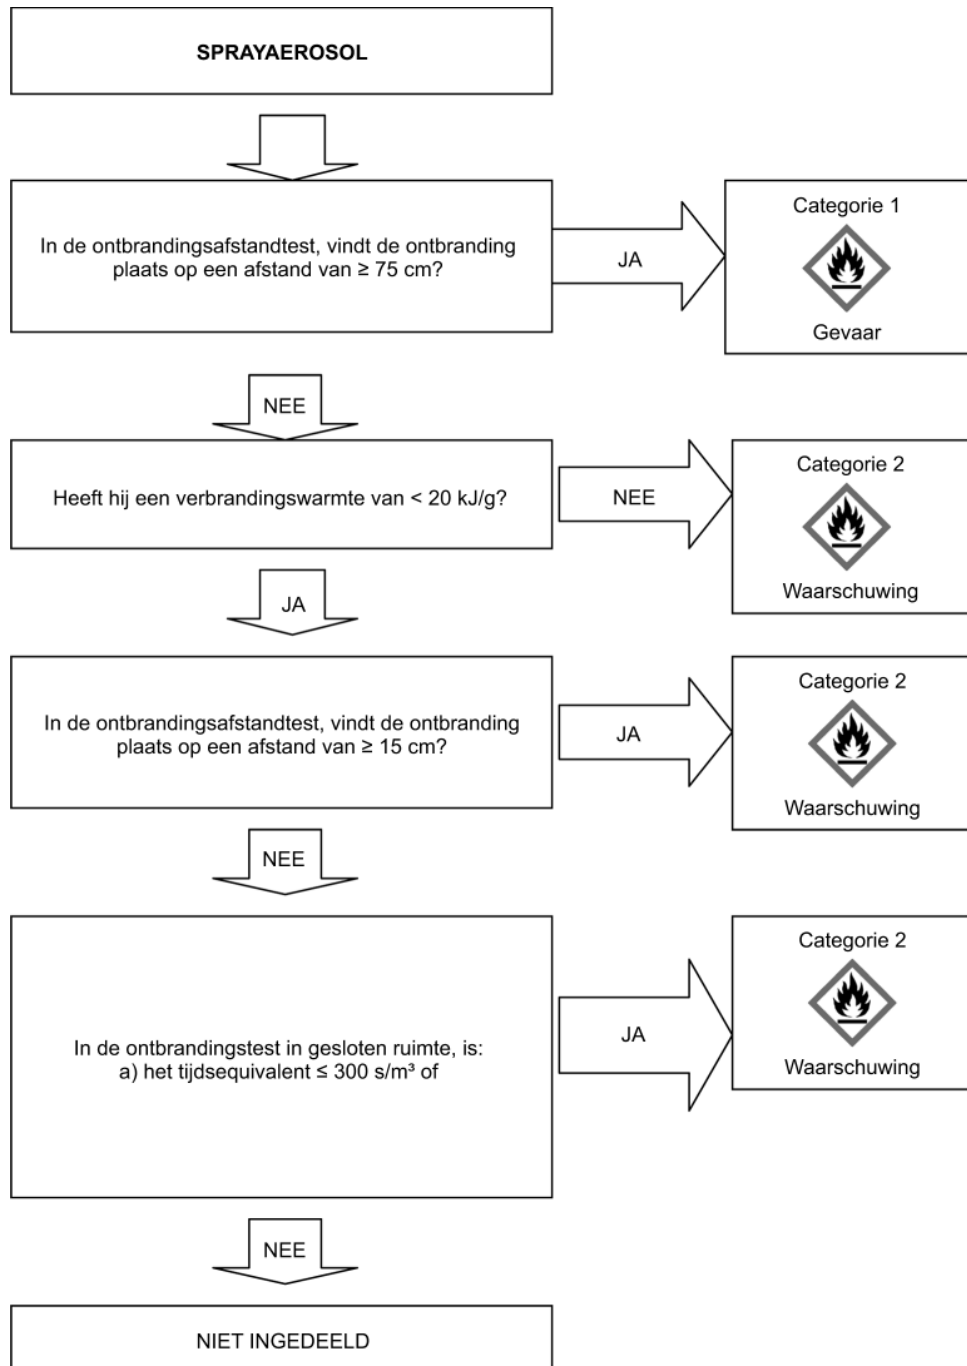 SPRAYAEROSOL
In de ontbrandingsafstandtest, vindt de ontbranding
plaats op een afstand van ≥ 75 cm?
JA
Categorie 1
Gevaar
NEE
Heeft hij een verbrandingswarmte van < 20 kJ/g?
NEE
Categorie 2
Waarschuwing
JA
In de ontbrandingsafstandtest, vindt de ontbranding
plaats op een afstand van ≥ 15 cm?
JA
Categorie 2
Waarschuwing
NEE
In de ontbrandingstest in gesloten ruimte, is:
a) het tijdsequivalent ≤ 300 s/m³ of
JA
Categorie 2
Waarschuwing
NEE
NIET INGEDEELD